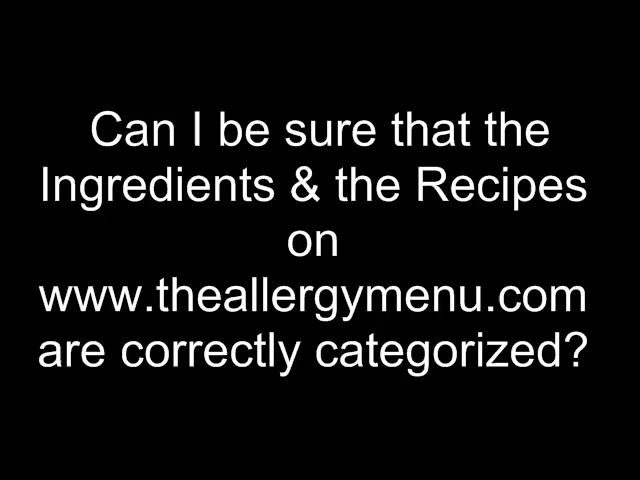 Can I be sure that the
Ingredients & the Recipes
on
www.theallergymenu.com
are correctly categorized?